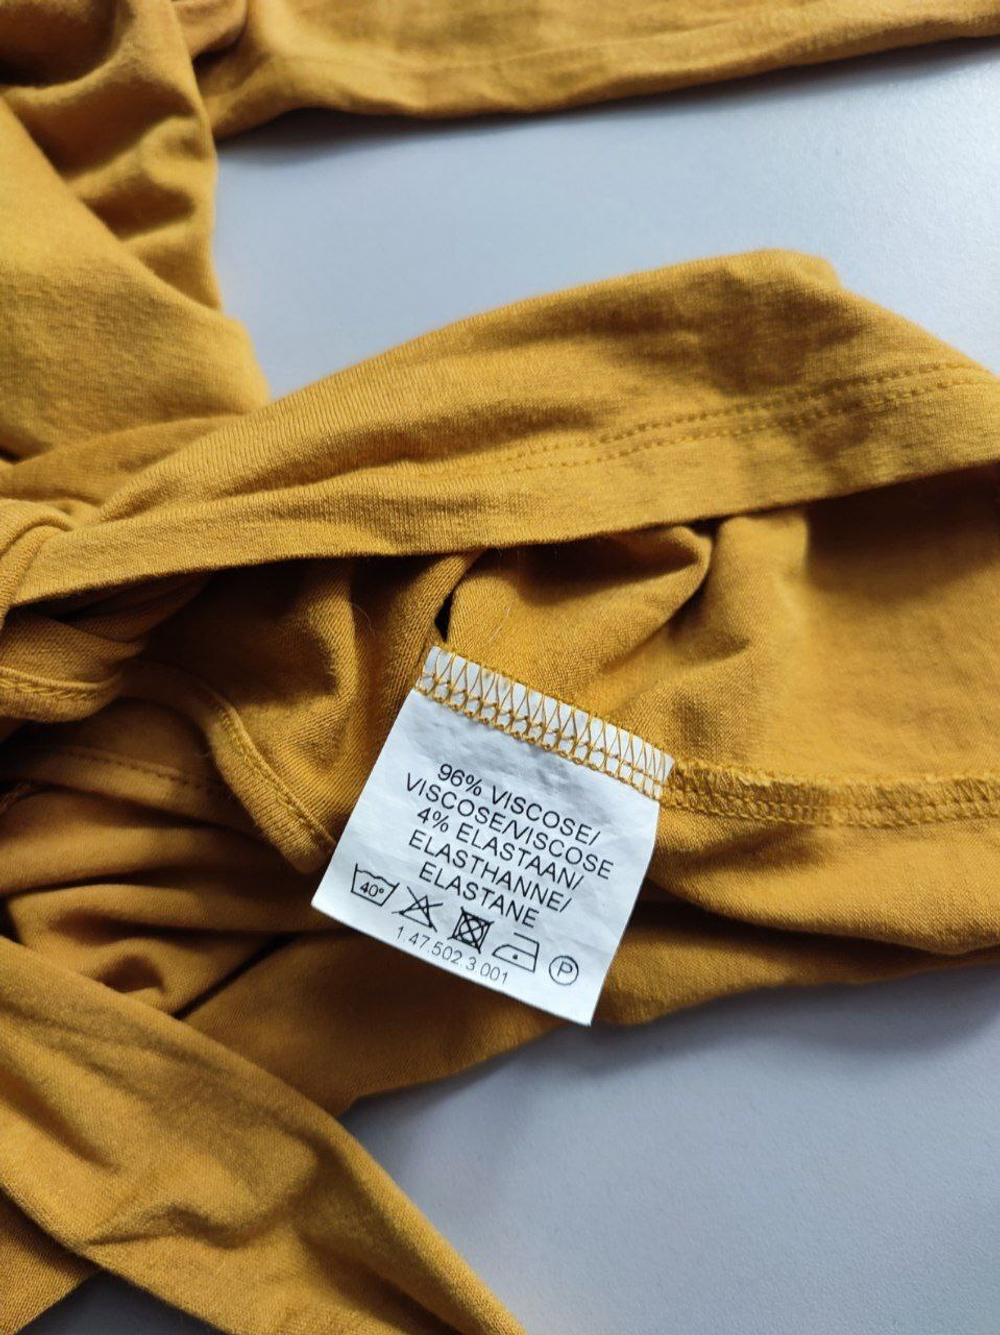 96% VISCOSE/
VISCOSE/VISCOSE
4% ELASTAAN/
ELASTHANNE/
ELASTANE
40°
P
1.47.502.3.001